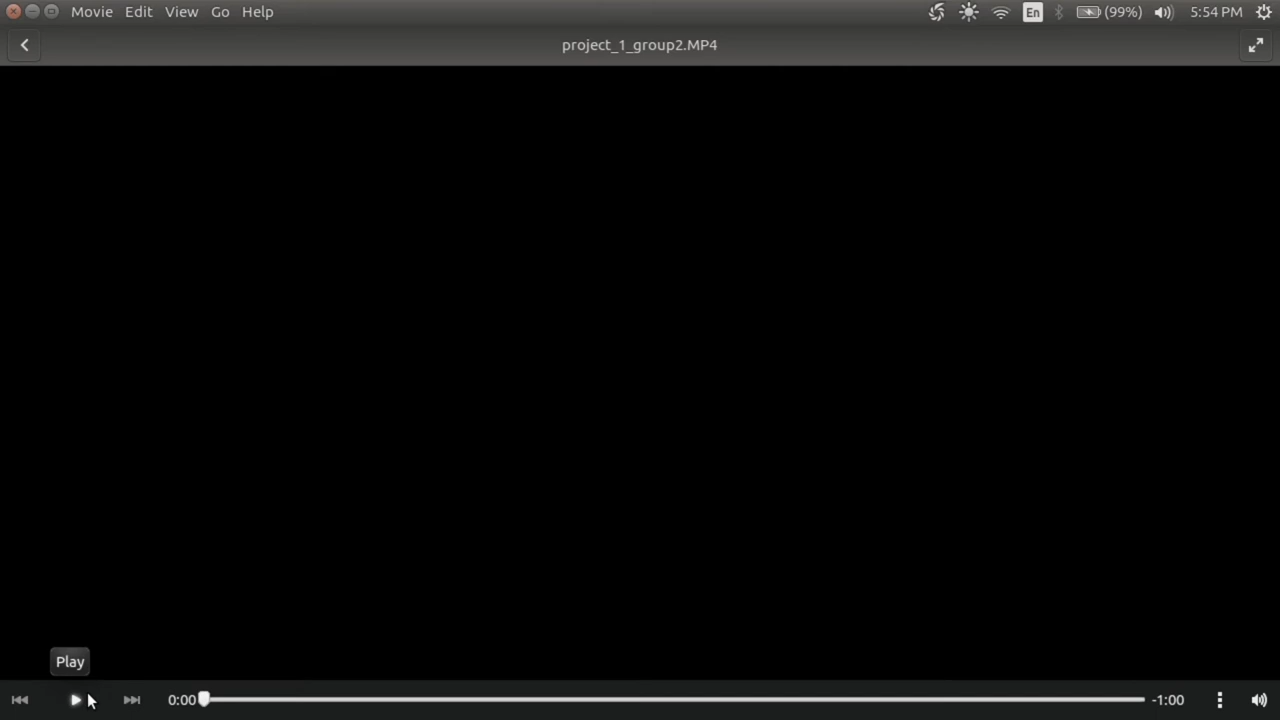 Movie Edit View Go Help En (99%) 5:54 PM
project_1_group2.MP4
Play
0:00 -1:00